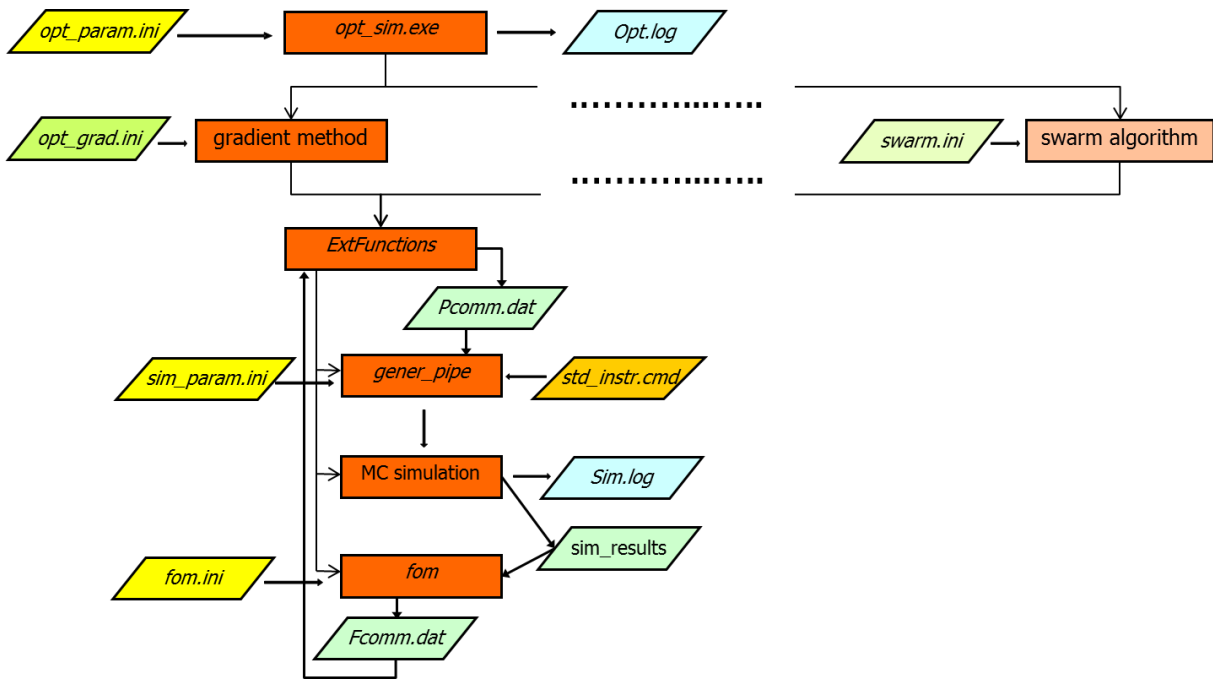 opt_param.ini
opt_sim.exe
Opt.log
opt_grad.ini
gradient method
swarm.ini
swarm algorithm
ExtFunctions
Pcomm.dat
sim_param.ini
gener_pipe
std_instr.cmd
MC simulation
Sim.log
sim_results
fom.ini
fom
Fcomm.dat